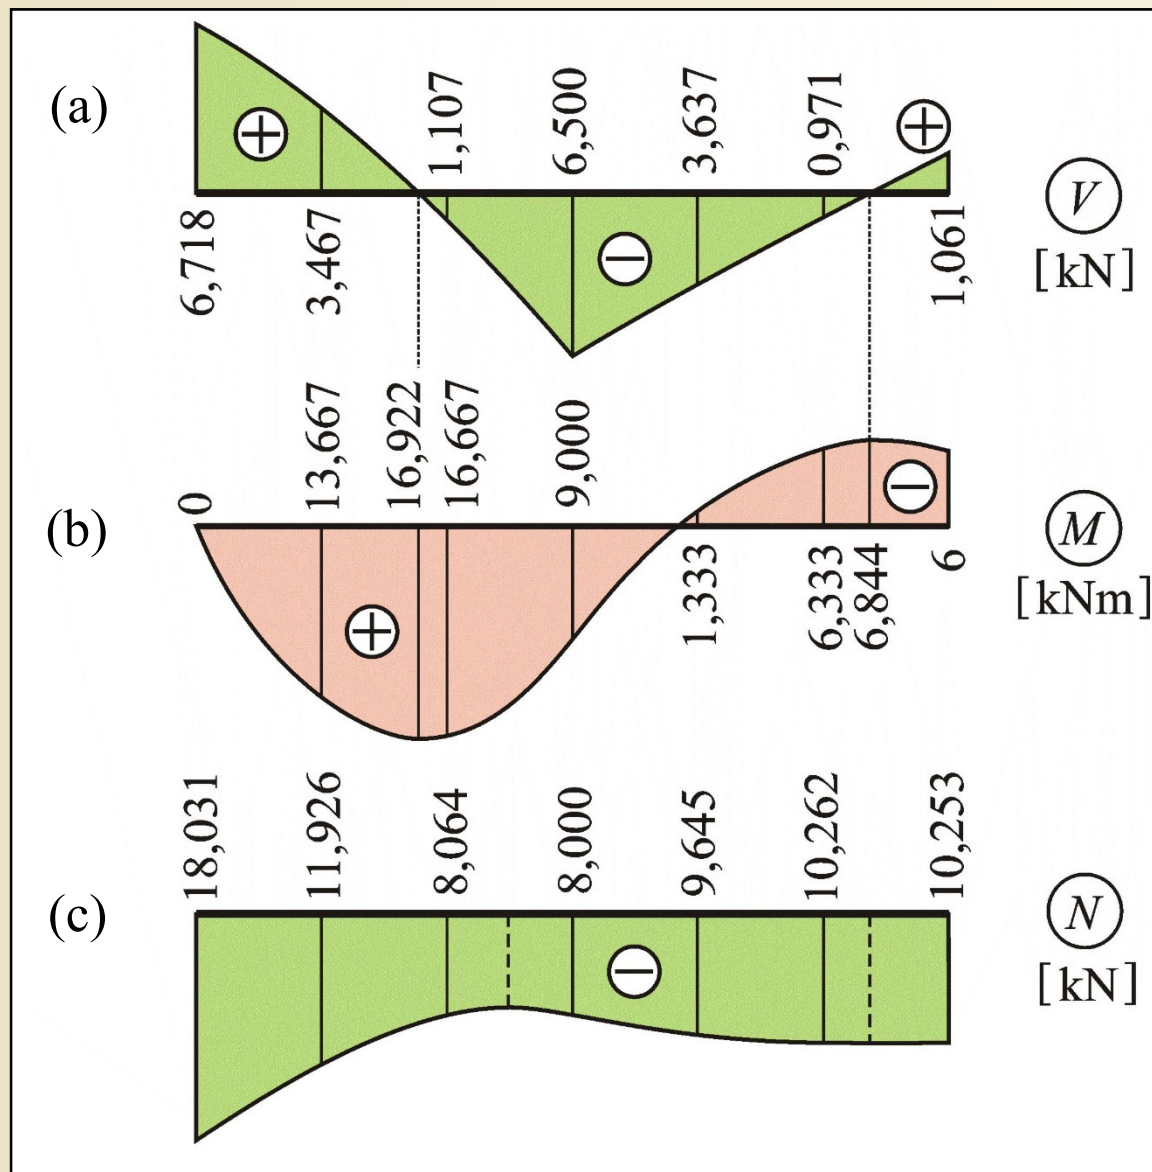 (a)
1,107
6,500
3,637
0,971
6,718
3,467
1,061
V
[kN]
(b)
0
13,667
16,922
16,667
9,000
1,333
6,333
6,844
6
M
[kNm]
(c)
18,031
11,926
8,064
8,000
9,645
10,262
10,253
N
[kN]